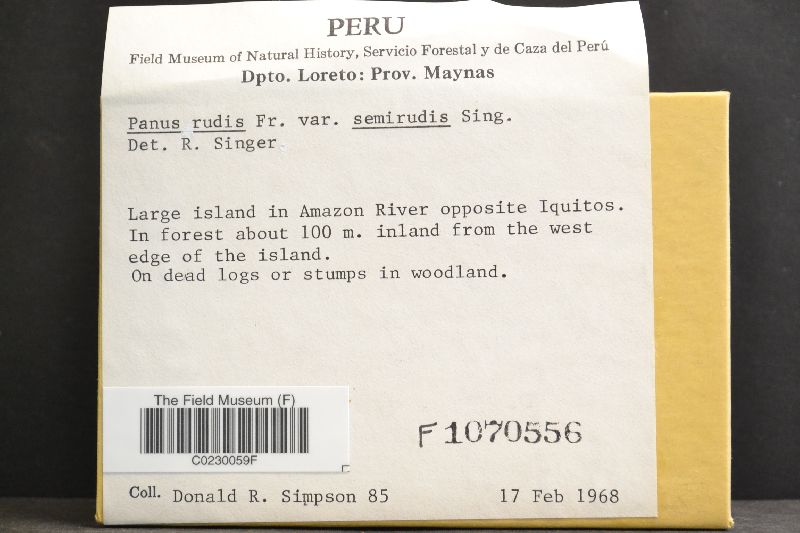 PERU
Field Museum of Natural History, Servicio Forestal y de Caza del Perú
Dpto. Loreto: Prov. Maynas
Panus rudis Fr. var. semirudis Sing.
Det. R. Singer
Large island in Amazon River opposite Iquitos.
In forest about 100 m. inland from the west
edge of the island.
On dead logs or stumps in woodland.
The Field Museum (F)
C0230059F
F 1070556
Coll. Donald R. Simpson 85 17 Feb 1968